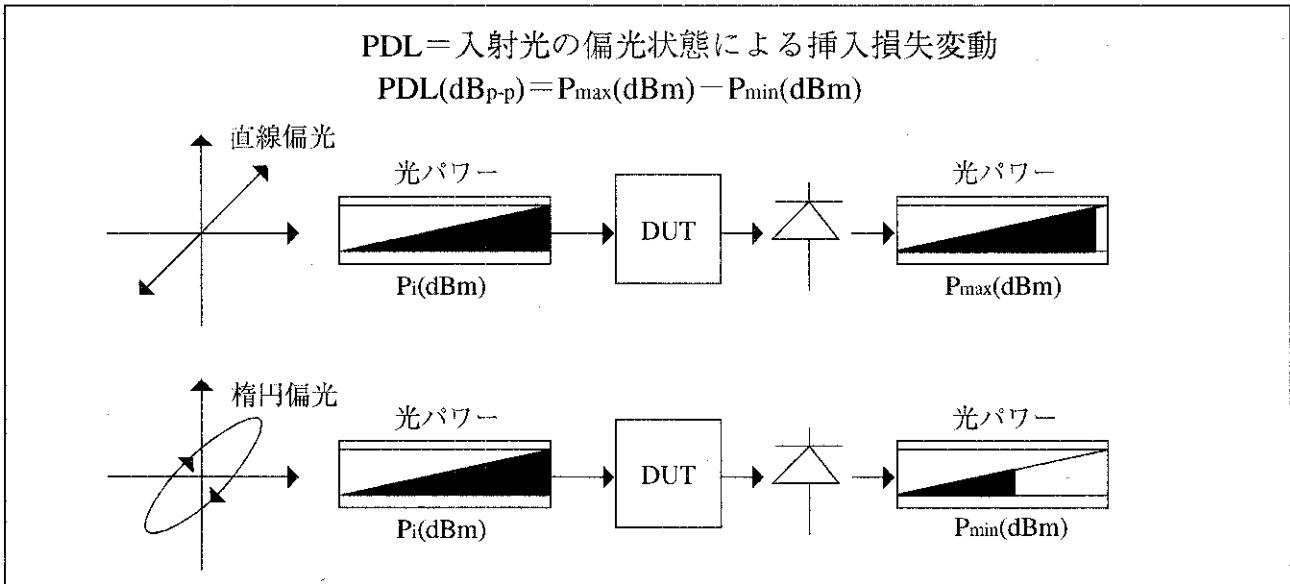 PDL=入射光の偏光状態による挿入損失変動
PDL(dBp-p)=Pmax(dBm)-Pmin(dBm)
直線偏光
光パワー
光パワー
DUT
Pi(dBm)
Pmax(dBm)
楕円偏光
光パワー
光パワー
DUT
Pi(dBm)
Pmin(dBm)